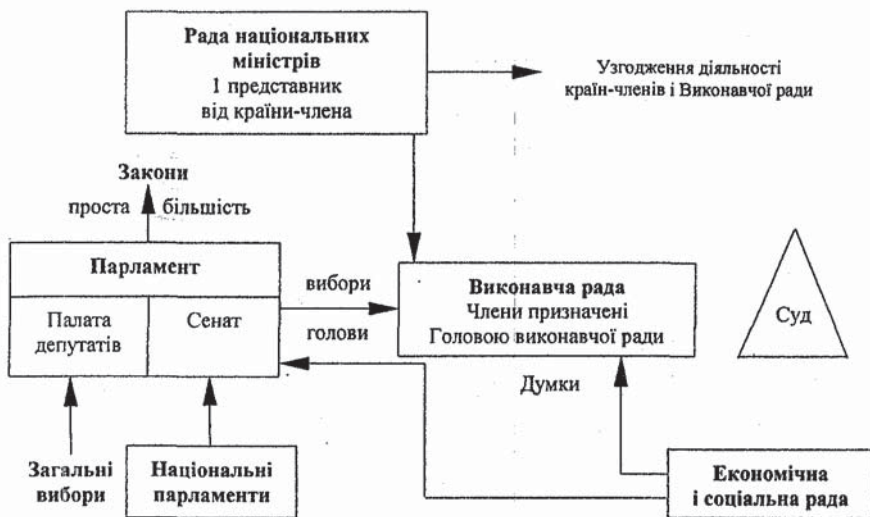 Рада національних
міністрів
1 представник
від країни-члена
Узгодження діяльності
країн-членів і Виконавчої ради
Закони
проста більшість
Парламент
Палата
депутатів
Сенат
вибори
голови
Виконавча рада
Члени призначені
Головою виконавчої ради
Суд
Думки
Загальні
вибори
Національні
парламенти
Економічна
і соціальна рада